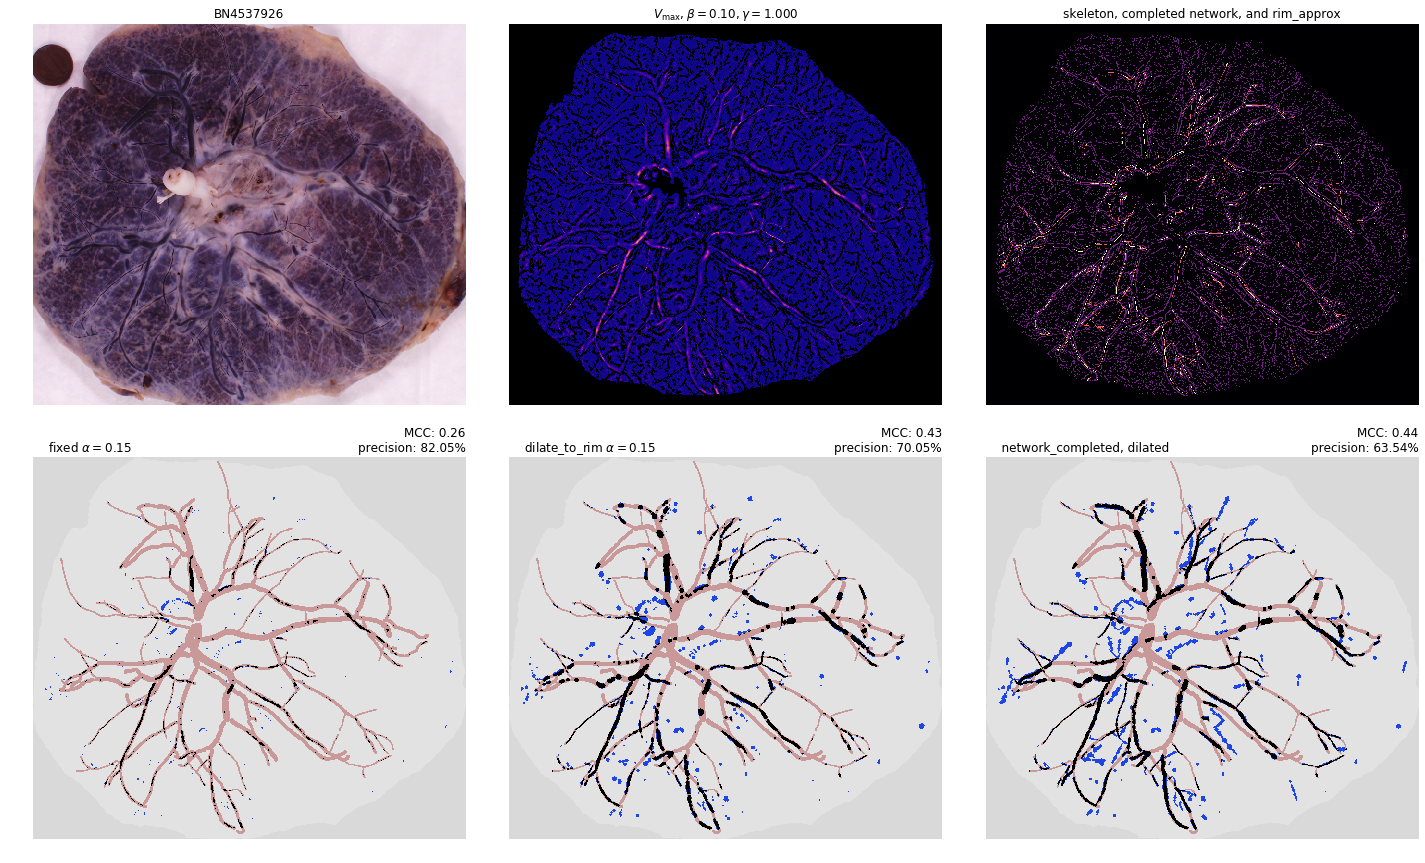 BN4537926
V_max, β = 0.10, γ = 1.000
skeleton, completed network, and rim_approx
MCC: 0.26
fixed α = 0.15 precision: 82.05%
MCC: 0.43
dilate_to_rim α = 0.15 precision: 70.05%
MCC: 0.44
network_completed, dilated precision: 63.54%